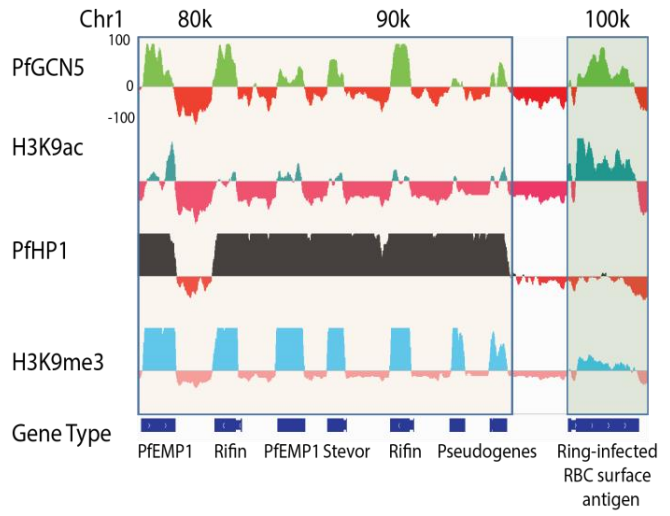 Chr1 80k 90k 100k
100
PfGCN5
0
-100
H3K9ac
PfHP1
H3K9me3
Gene Type
PfEMP1 Rifin PfEMP1 Stevor Rifin Pseudogenes Ring-infected
RBC surface
antigen